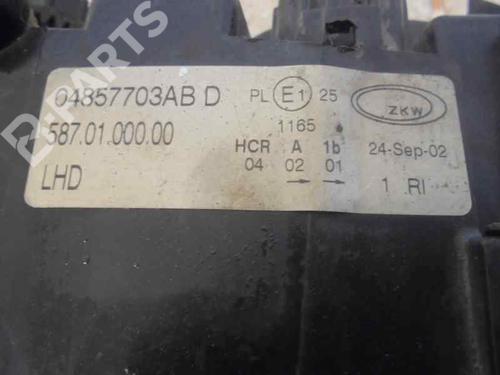 B-PARTS
04857703AB D
PL E1 25
ZKW
587.01.000.00
1165
HCR A 1b
24-Sep-02
LHD
04 02 01
→ →
1 RI